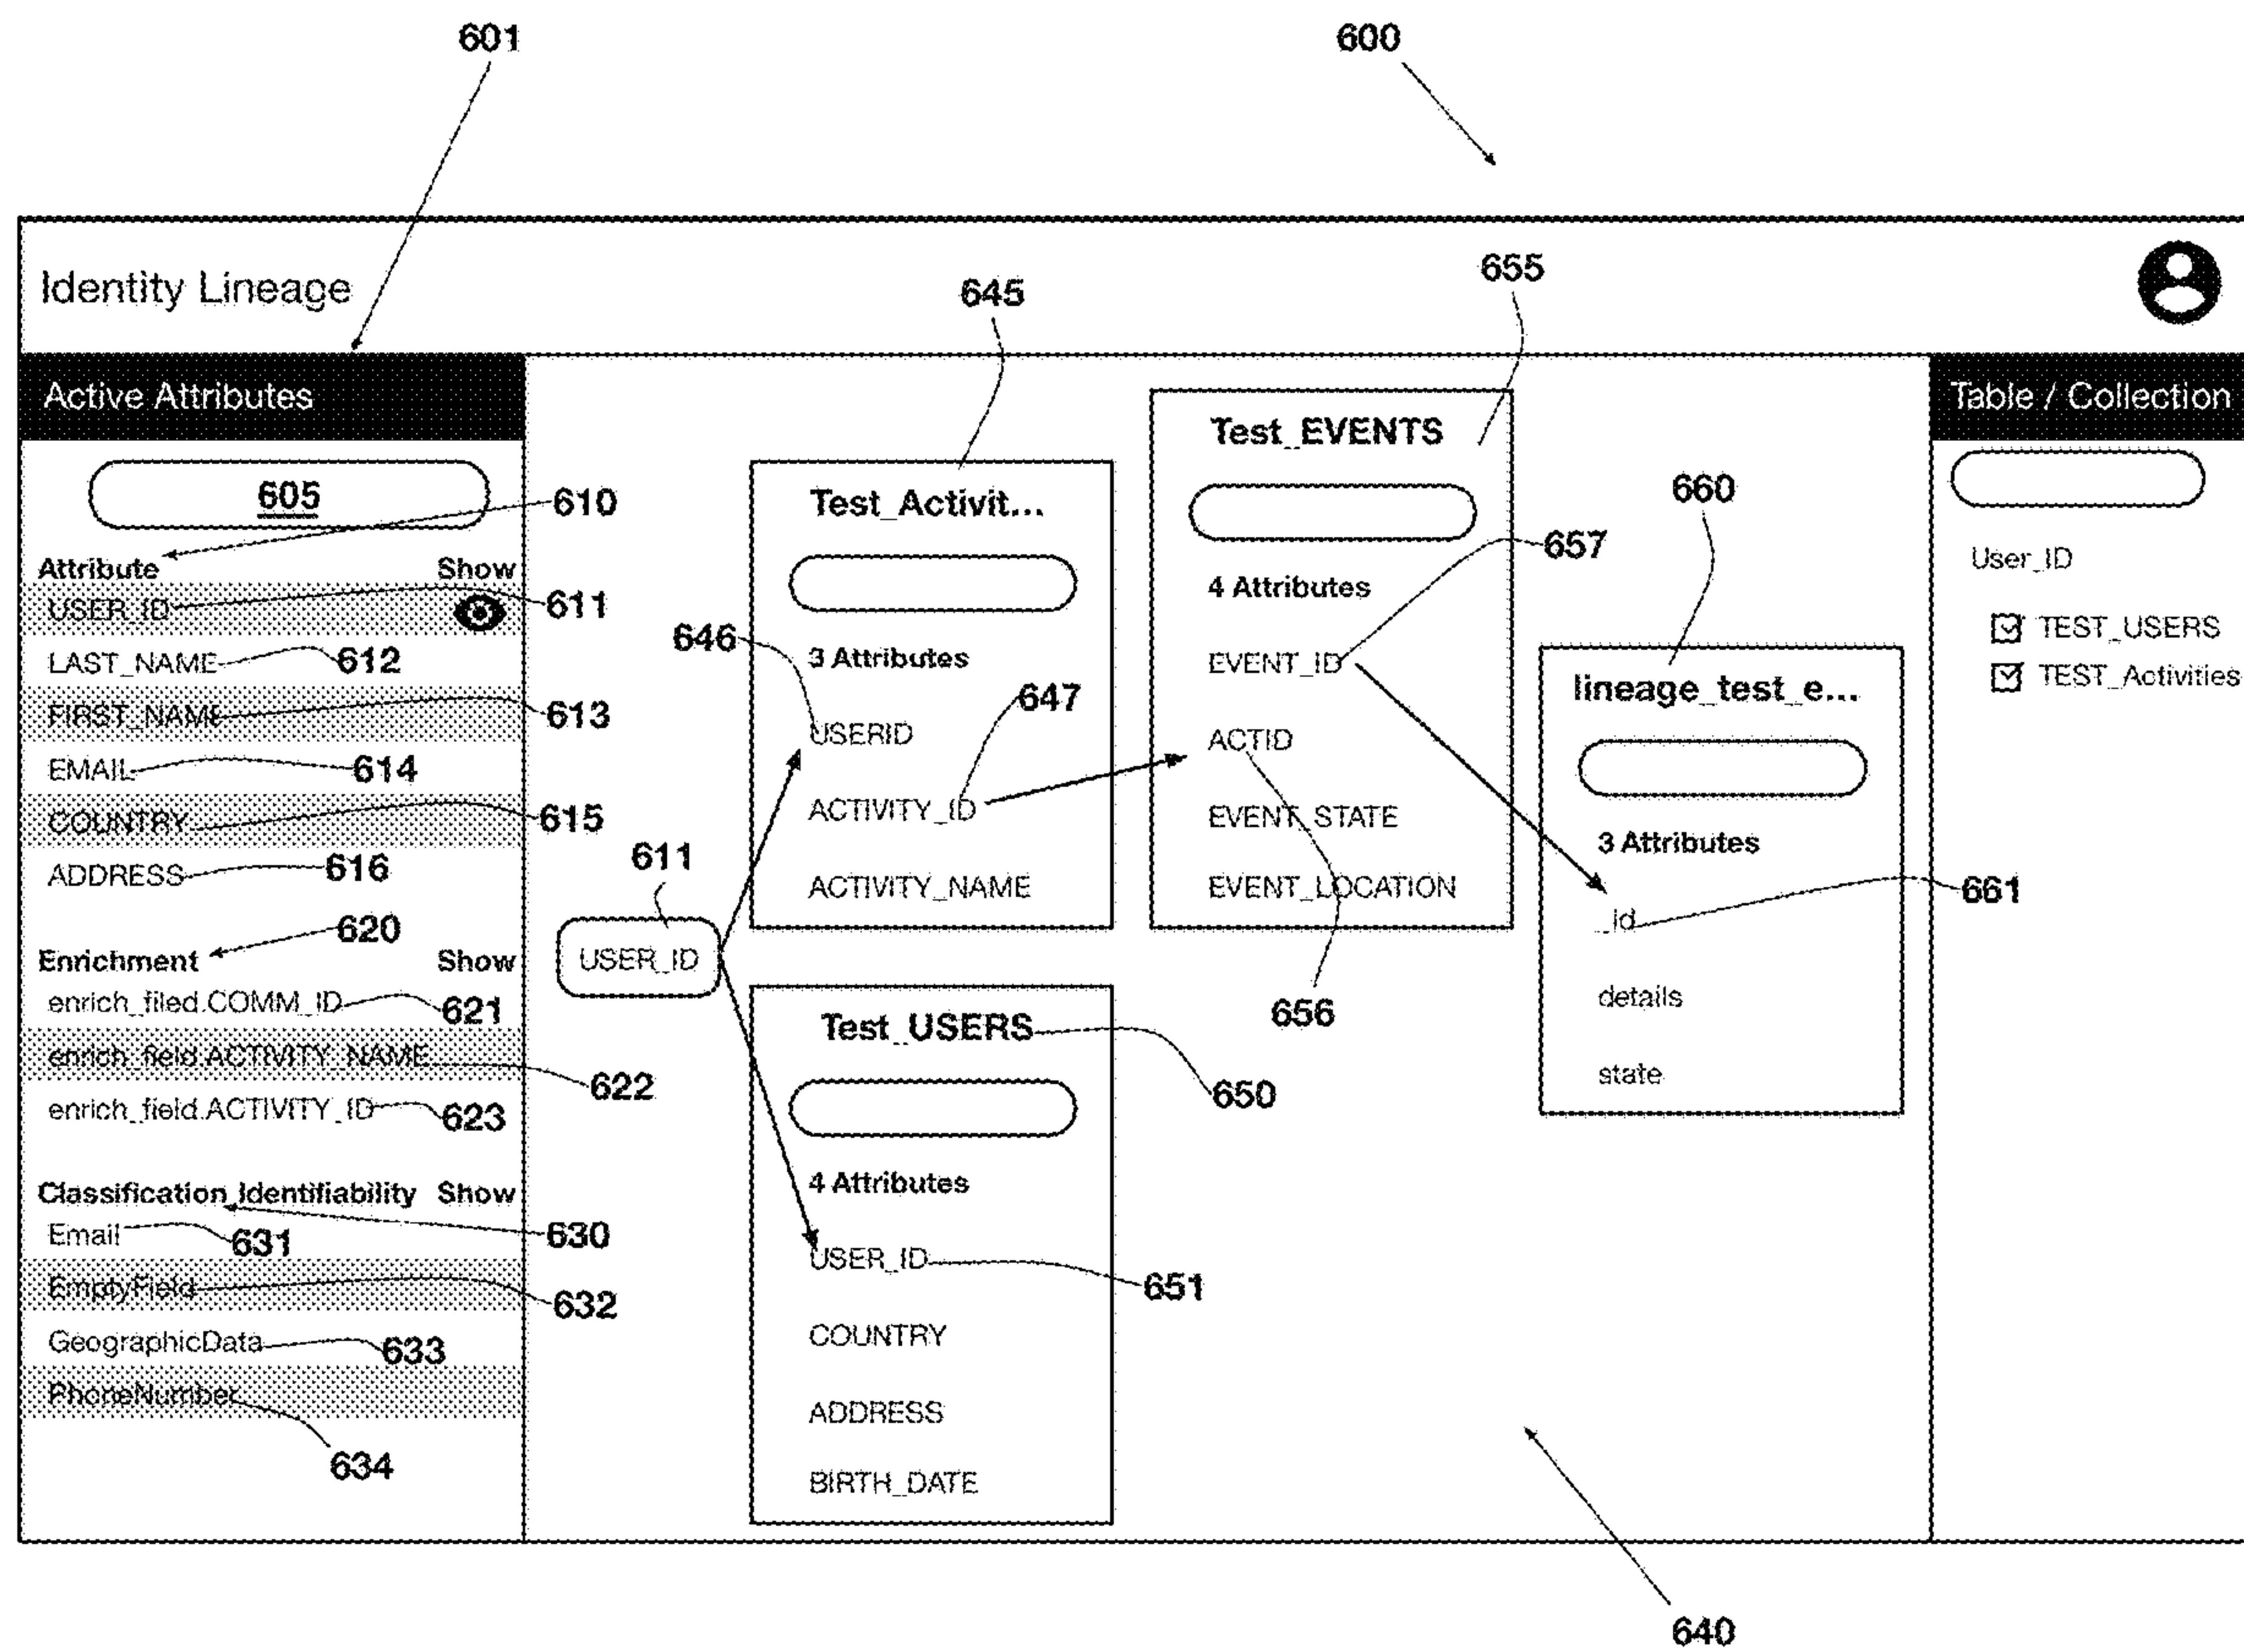 601
600
Identity Lineage
Active Attributes
605
610
Attribute Show
USER_ID 611
LAST_NAME 612
FIRST_NAME 613
EMAIL 614
COUNTRY 615
ADDRESS 616
620
Enrichment Show
enrich_filed.COMM_ID 621
enrich_field.ACTIVITY_NAME 622
enrich_field.ACTIVITY_ID 623
Classification Identifiability Show
630
Email 631
EmptyField 632
GeographicData 633
PhoneNumber
634
611
USER_ID
645
Test_Activit...
3 Attributes
646
USERID
647
ACTIVITY_ID
ACTIVITY_NAME
Test_USERS 650
4 Attributes
USER_ID 651
COUNTRY
ADDRESS
BIRTH_DATE
655
Test_EVENTS
4 Attributes
657
EVENT_ID
ACTID
EVENT_STATE
EVENT_LOCATION
656
660
lineage_test_e...
3 Attributes
_id 661
details
state
Table / Collection
User_ID
TEST_USERS
TEST_Activities
640